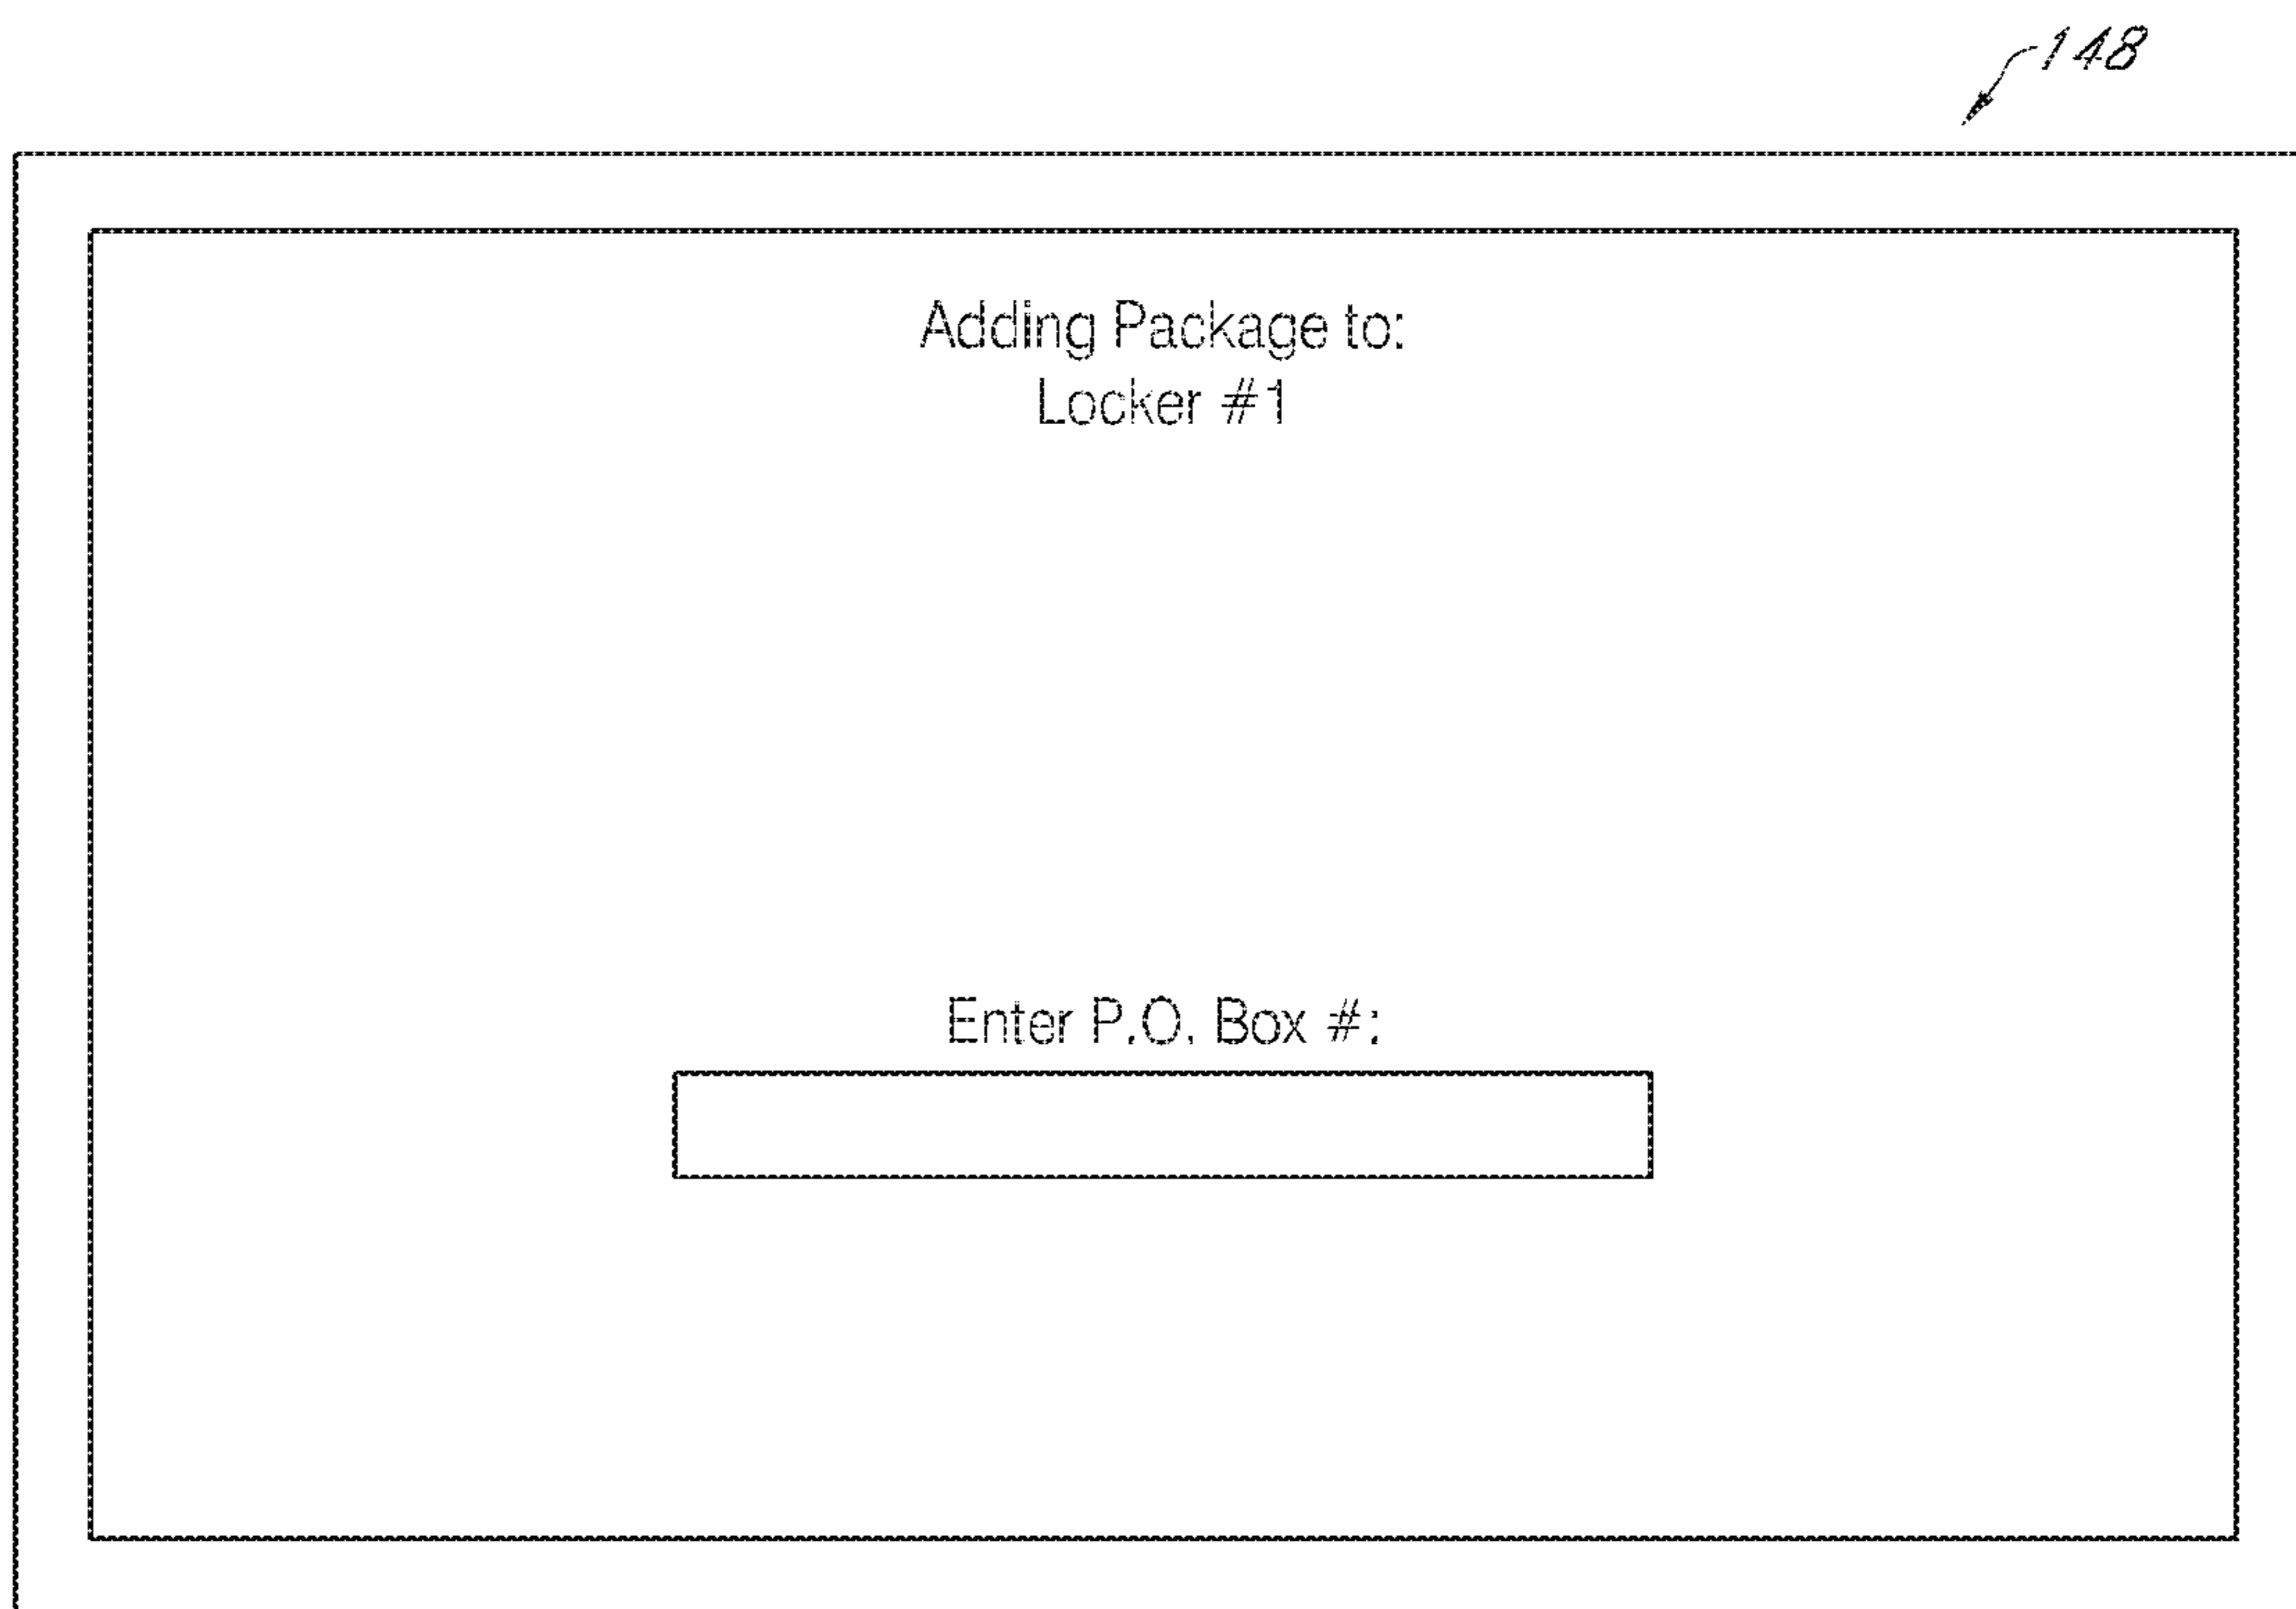 148
Adding Package to:
Locker #1
Enter P.O. Box #: